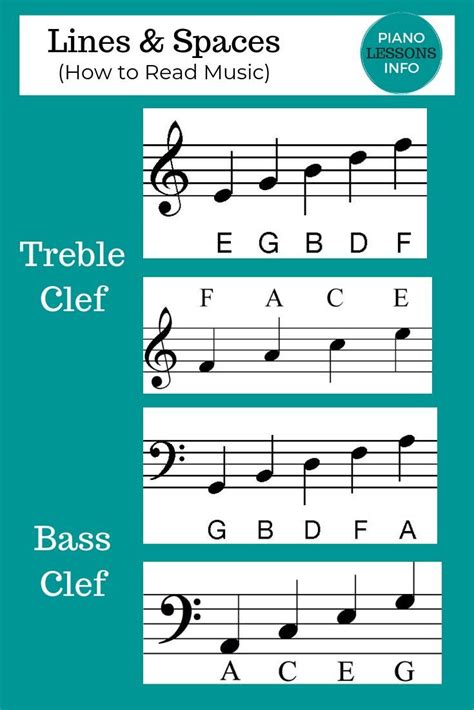 Lines & Spaces
(How to Read Music)
PIANO
LESSONS
INFO
E G B D F
Treble
Clef
F A C E
G B D F A
Bass
Clef
A C E G